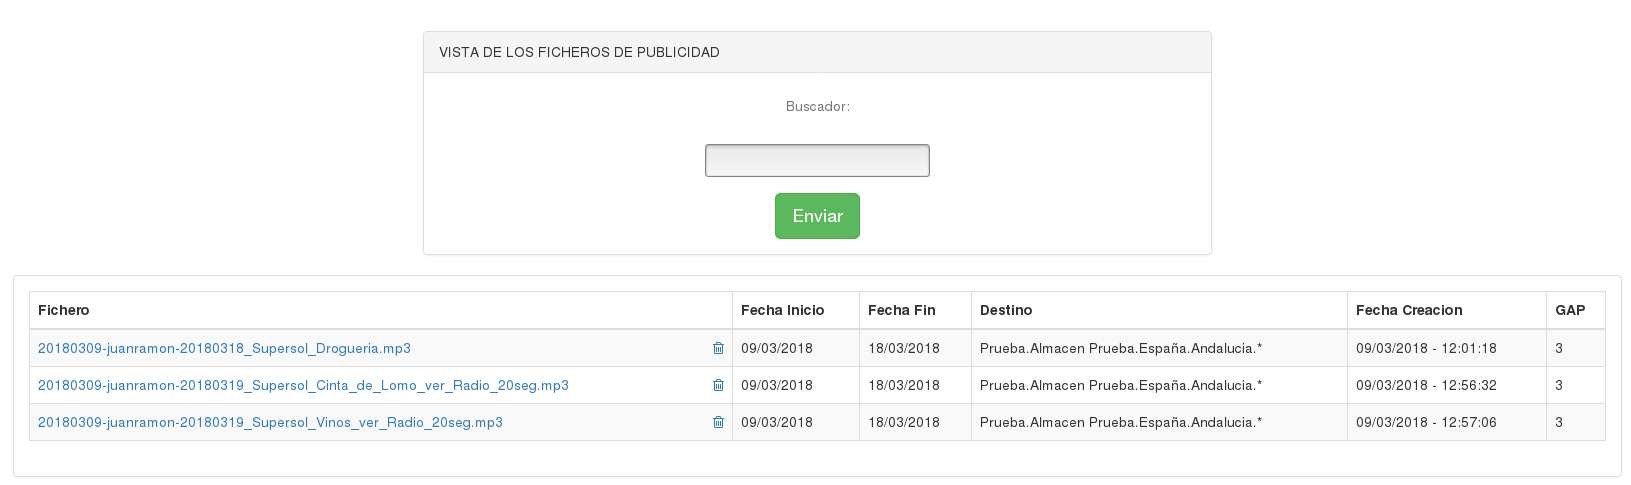 VISTA DE LOS FICHEROS DE PUBLICIDAD
Buscador:
Enviar
Fichero Fecha Inicio Fecha Fin Destino Fecha Creacion GAP
20180309-juanramon-20180318_Supersol_Drogueria.mp3 09/03/2018 18/03/2018 Prueba.Almacen Prueba.España.Andalucia.* 09/03/2018 - 12:01:18 3
20180309-juanramon-20180319_Supersol_Cinta_de_Lomo_ver_Radio_20seg.mp3 09/03/2018 18/03/2018 Prueba.Almacen Prueba.España.Andalucia.* 09/03/2018 - 12:56:32 3
20180309-juanramon-20180319_Supersol_Vinos_ver_Radio_20seg.mp3 09/03/2018 18/03/2018 Prueba.Almacen Prueba.España.Andalucia.* 09/03/2018 - 12:57:06 3